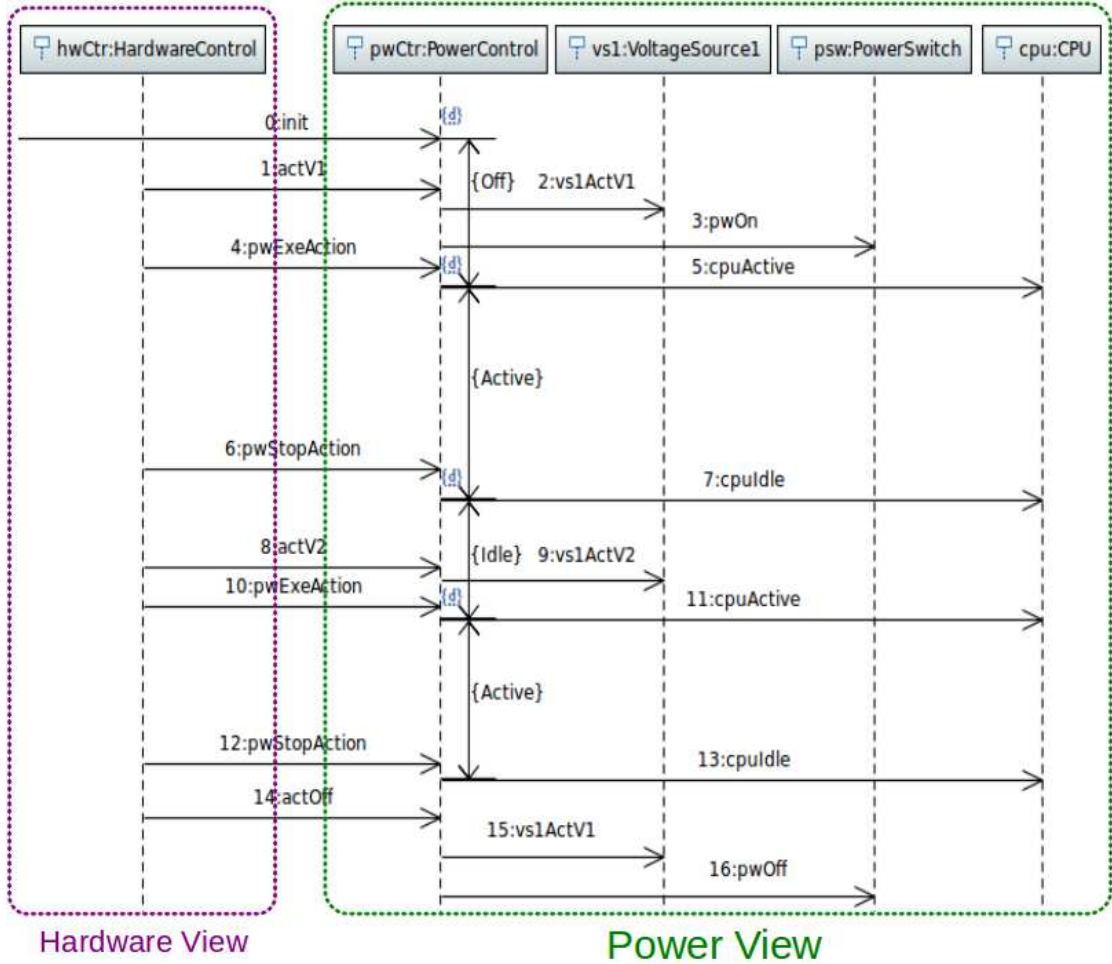 hwCtr:HardwareControl
pwCtr:PowerControl
vs1:VoltageSource1
psw:PowerSwitch
cpu:CPU
{d}
0:init
1:actV1
{Off}
2:vs1ActV1
3:pwOn
4:pwExeAction
{d}
5:cpuActive
{Active}
6:pwStopAction
{d}
7:cpuIdle
8:actV2
{Idle}
9:vs1ActV2
10:pwExeAction
{d}
11:cpuActive
{Active}
12:pwStopAction
13:cpuIdle
14:actOff
15:vs1ActV1
16:pwOff
Hardware View
Power View